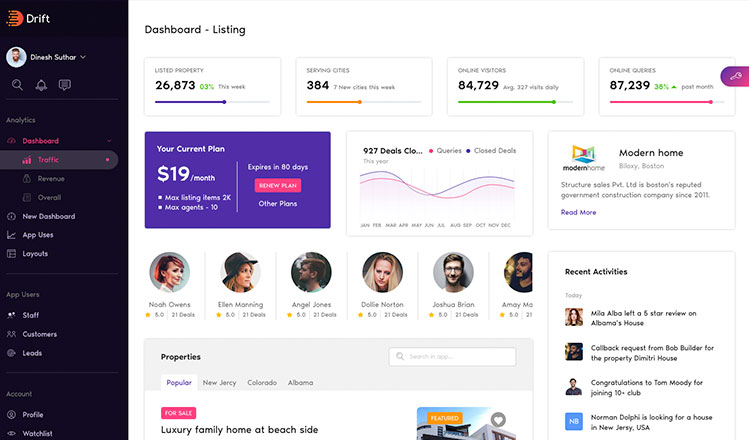 Drift
Dinesh Suthar
Analytics
Dashboard
Traffic
Revenue
Overall
New Dashboard
App Uses
Layouts
App Users
Staff
Customers
Leads
Account
Profile
Watchlist
Dashboard - Listing
LISTED PROPERTY
26,873 03% This week
SERVING CITIES
384 7 New cities this week
ONLINE VISITORS
84,729 Avg. 327 visits daily
ONLINE QUERIES
87,239 38% past month
Your Current Plan
$19/month
Max listing items 2K
Max agents - 10
Expires in 80 days
RENEW PLAN
Other Plans
927 Deals Clo... Queries Closed Deals
This year
JAN FEB MAR APR MAY JUN JUL AUG SEP OCT NOV DEC
modernhome
Modern home
Biloxy, Boston
Structure sales Pvt. Ltd is boston's reputed
government construction company since 2011.
Read More
Noah Owens
5.0 21 Deals
Ellen Manning
5.0 21 Deals
Angel Jones
5.0 21 Deals
Dollie Norton
5.0 21 Deals
Joshua Brian
5.0 21 Deals
Amay Ma
5.0 21 D
Properties
Search in app...
Popular New Jercy Colorado Albama
FOR SALE
Luxury family home at beach side
FEATURED
Recent Activities
Today
Mila Alba left a 5 star review on
Albama's House
Callback request from Bob Builder for
the property Dimitri House
Congratulations to Tom Moody for
joining 10+ club
NB
Norman Dolphi is looking for a house
in New Jersy, USA